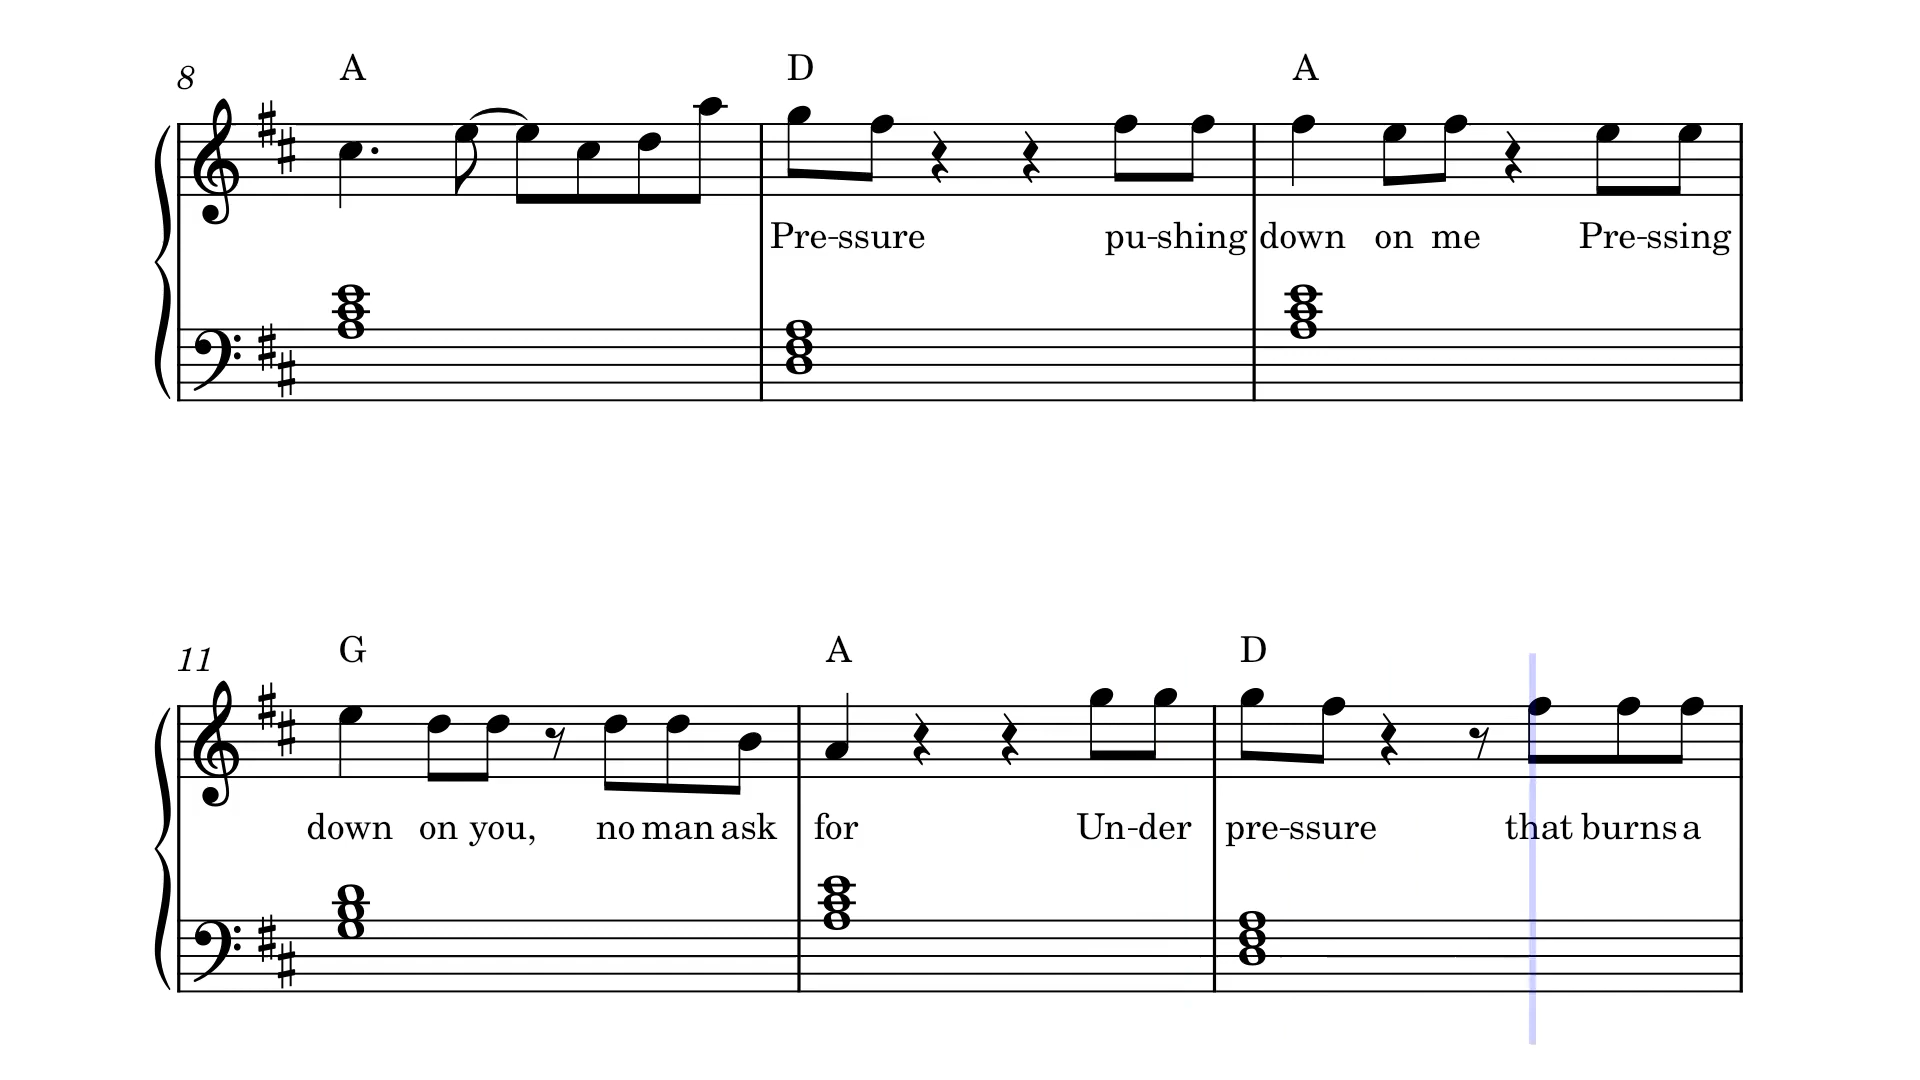 8 A D A
Pre-ssure pu-shing down on me Pre-ssing
11 G A D
down on you, no man ask for Un-der pre-ssure that burns a